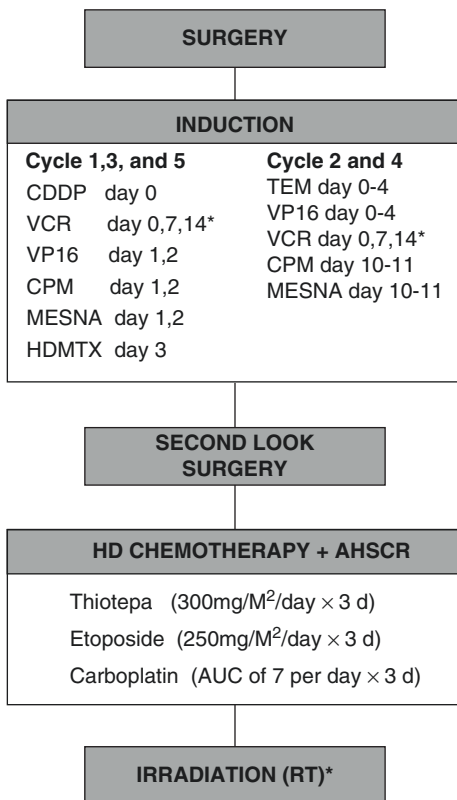 SURGERY
INDUCTION
Cycle 1,3, and 5
CDDP day 0
VCR day 0,7,14*
VP16 day 1,2
CPM day 1,2
MESNA day 1,2
HDMTX day 3
Cycle 2 and 4
TEM day 0-4
VP16 day 0-4
VCR day 0,7,14*
CPM day 10-11
MESNA day 10-11
SECOND LOOK
SURGERY
HD CHEMOTHERAPY + AHSCR
Thiotepa (300mg/M²/day × 3 d)
Etoposide (250mg/M²/day × 3 d)
Carboplatin (AUC of 7 per day × 3 d)
IRRADIATION (RT)*